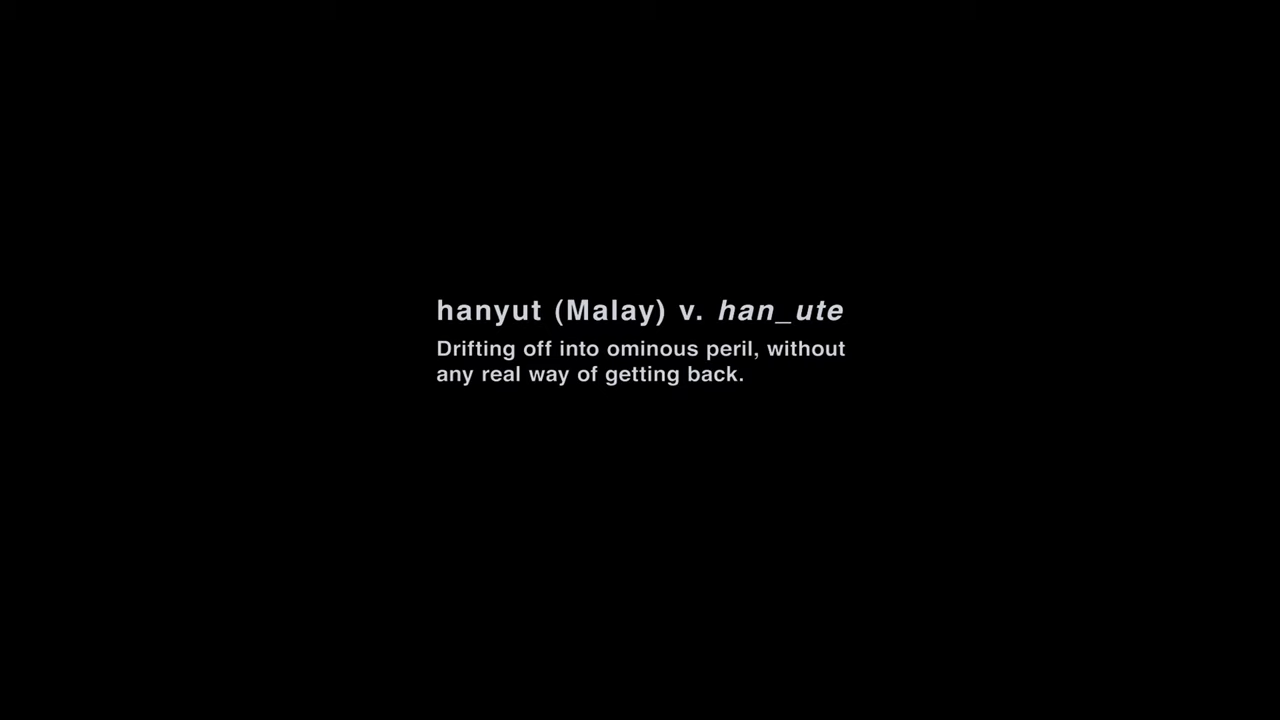 hanyut (Malay) v. han_ute
Drifting off into ominous peril, without
any real way of getting back.